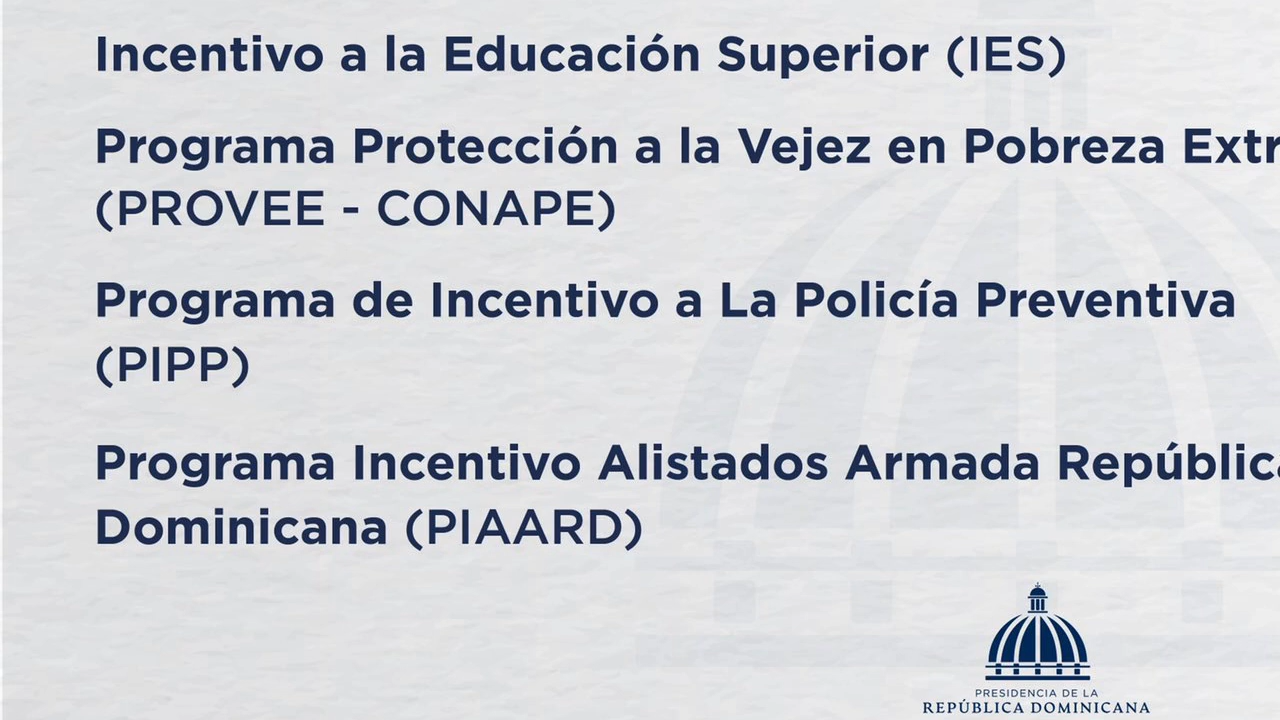 Incentivo a la Educación Superior (IES)
Programa Protección a la Vejez en Pobreza Extr
(PROVEE - CONAPE)
Programa de Incentivo a La Policía Preventiva
(PIPP)
Programa Incentivo Alistados Armada República
Dominicana (PIAARD)
PRESIDENCIA DE LA
REPÚBLICA DOMINICANA